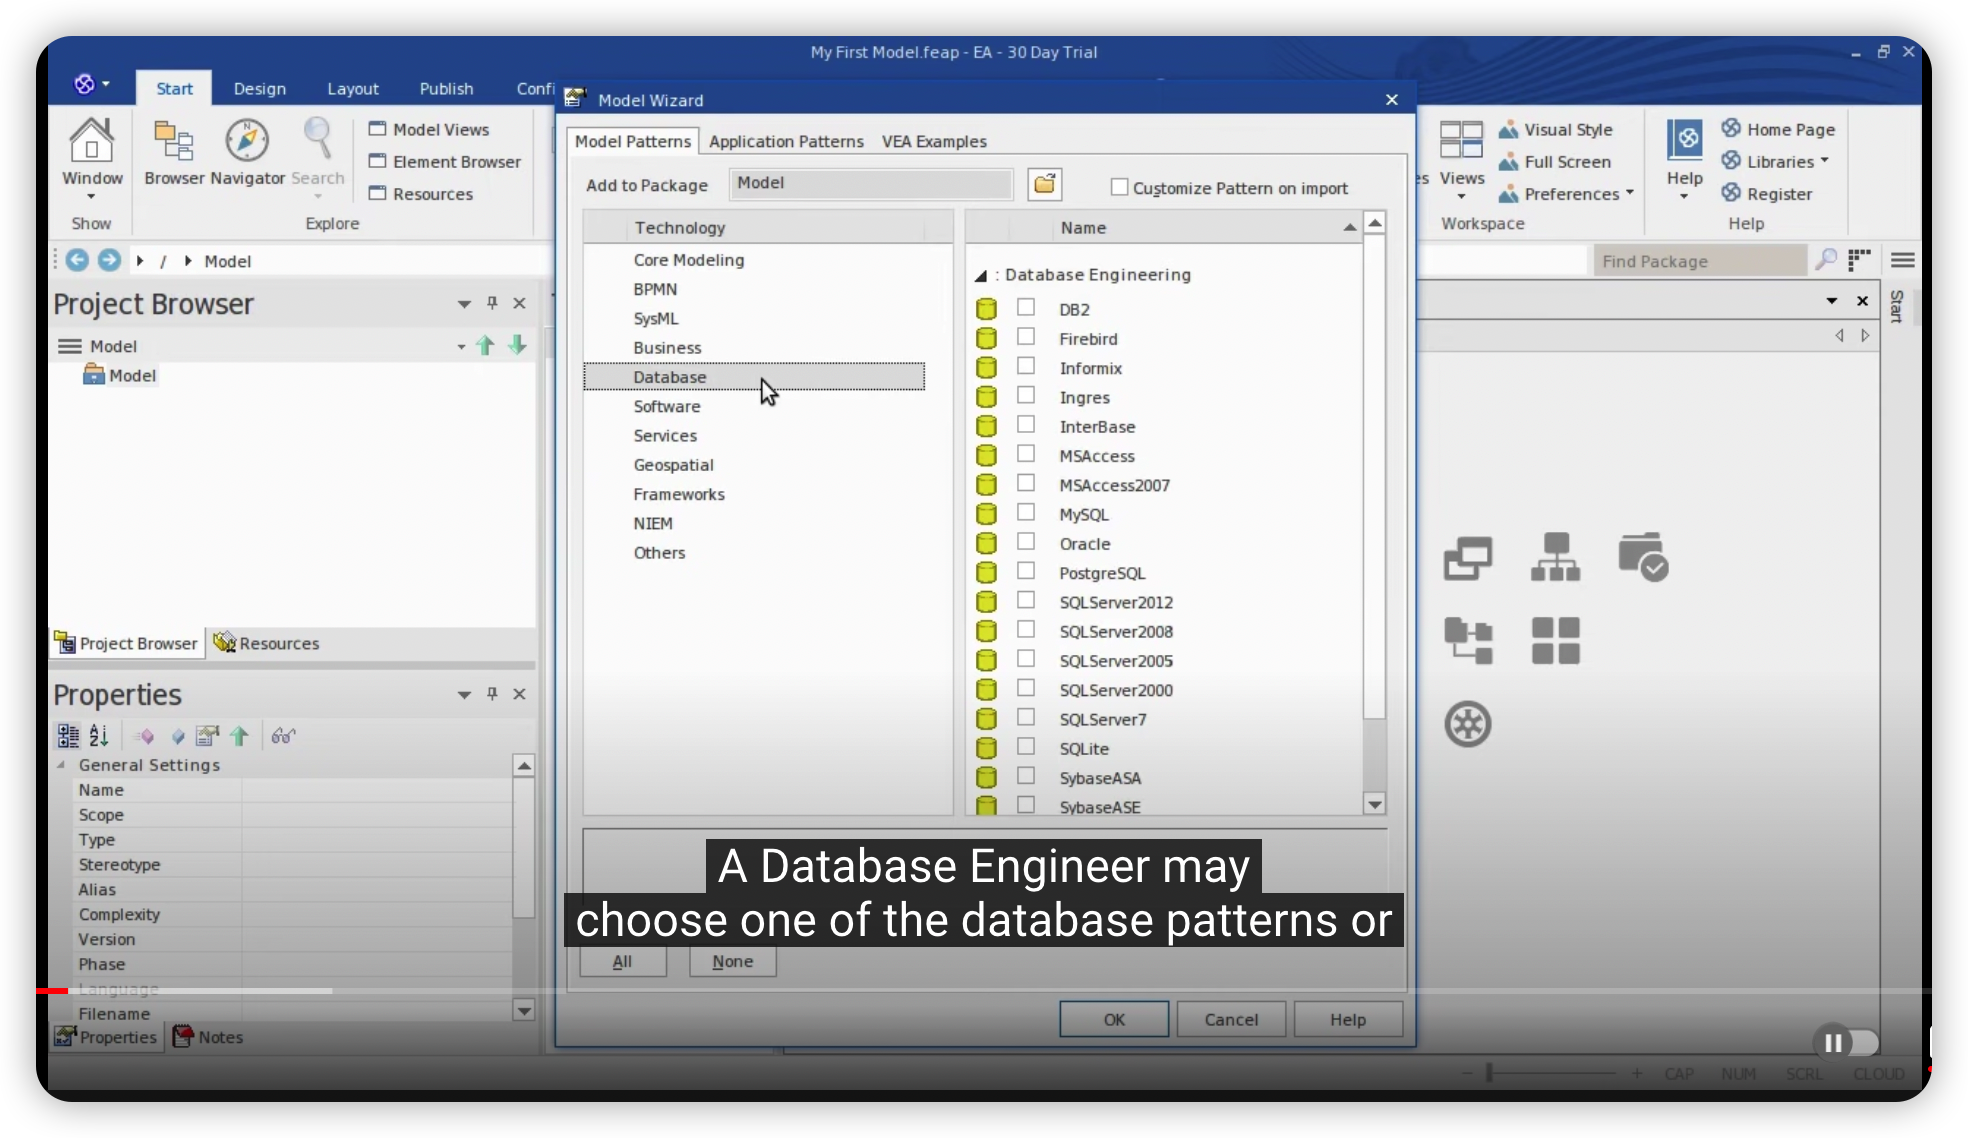 My First Model.feap - EA - 30 Day Trial
Start
Design
Layout
Publish
Confi
Window
Show
Browser
Navigator
Search
Model Views
Element Browser
Resources
Explore
es
Views
Visual Style
Full Screen
Preferences
Workspace
Help
Home Page
Libraries
Register
Help
/ Model
Find Package
Project Browser
Model
Model
Project Browser
Resources
Properties
General Settings
Name
Scope
Type
Stereotype
Alias
Complexity
Version
Phase
Language
Filename
Properties
Notes
Model Wizard
Model Patterns
Application Patterns
VEA Examples
Add to Package
Model
Customize Pattern on import
Technology
Core Modeling
BPMN
SysML
Business
Database
Software
Services
Geospatial
Frameworks
NIEM
Others
Name
: Database Engineering
DB2
Firebird
Informix
Ingres
InterBase
MSAccess
MSAccess2007
MySQL
Oracle
PostgreSQL
SQLServer2012
SQLServer2008
SQLServer2005
SQLServer2000
SQLServer7
SQLite
SybaseASA
SybaseASE
A Database Engineer may
choose one of the database patterns or
All
None
OK
Cancel
Help
Start
CAP
NUM
SCRL
CLOUD